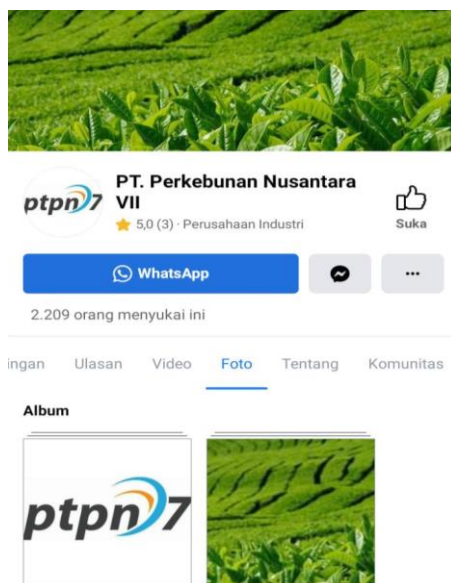 ptpn7
PT. Perkebunan Nusantara
VII
5,0 (3) · Perusahaan Industri
Suka
WhatsApp
2.209 orang menyukai ini
ingan Ulasan Video Foto Tentang Komunitas
Album
ptpn7